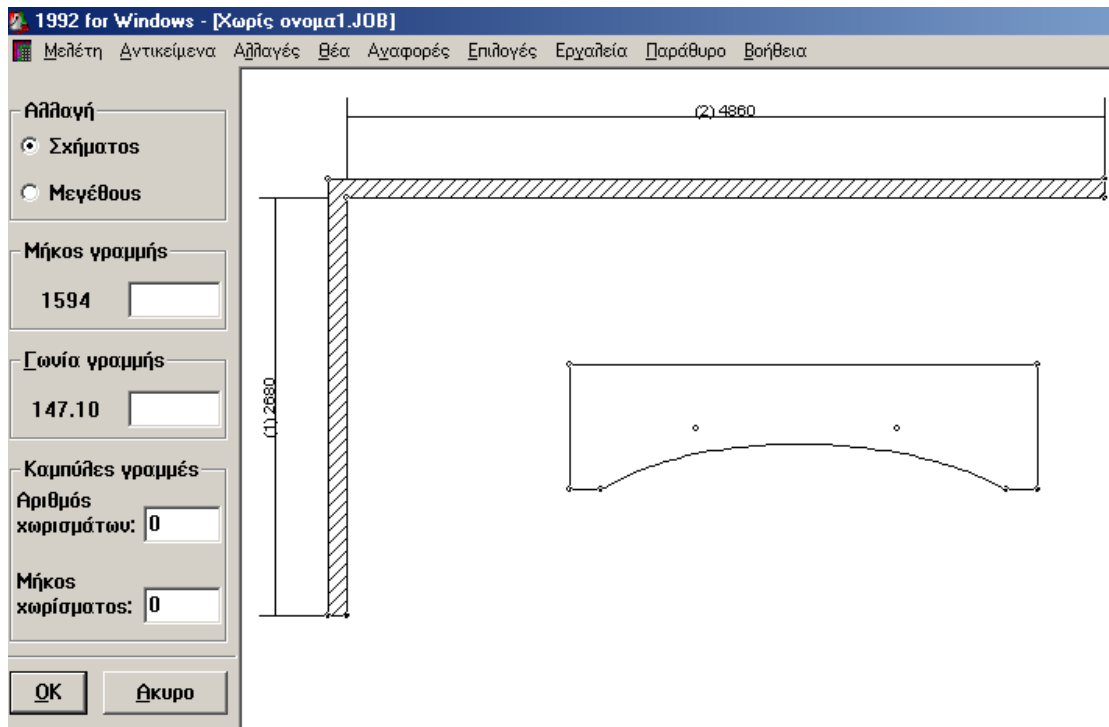 1992 for Windows - [Χωρίς ονομα1.JOB]
Μελέτη Αντικείμενα Αλλαγές Θέα Αναφορές Επιλογές Εργαλεία Παράθυρο Βοήθεια
Αλλαγή
Σχήματος
Μεγέθους
Μήκος γραμμής
1594
Γωνία γραμμής
147.10
Καμπύλες γραμμές
Αριθμός
χωρισμάτων: 0
Μήκος
χωρίσματος: 0
OK Ακυρο
(2) 4860
(1) 2680